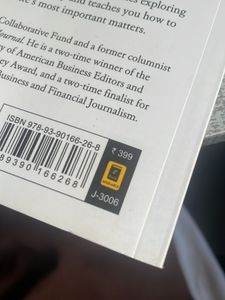 s exploring
and teaches you how to
e's most important matters.
Collaborative Fund and a former columnist
Journal. He is a two-time winner of the
y of American Business Editors and
ey Award, and a two-time finalist for
Business and Financial Journalism.
ISBN 978-93-90166-26-8
₹ 399
89390 166268
J-3006